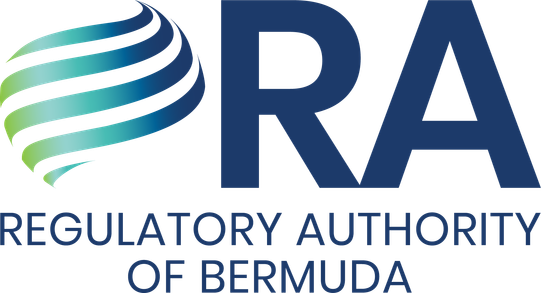 RA
REGULATORY AUTHORITY
OF BERMUDA